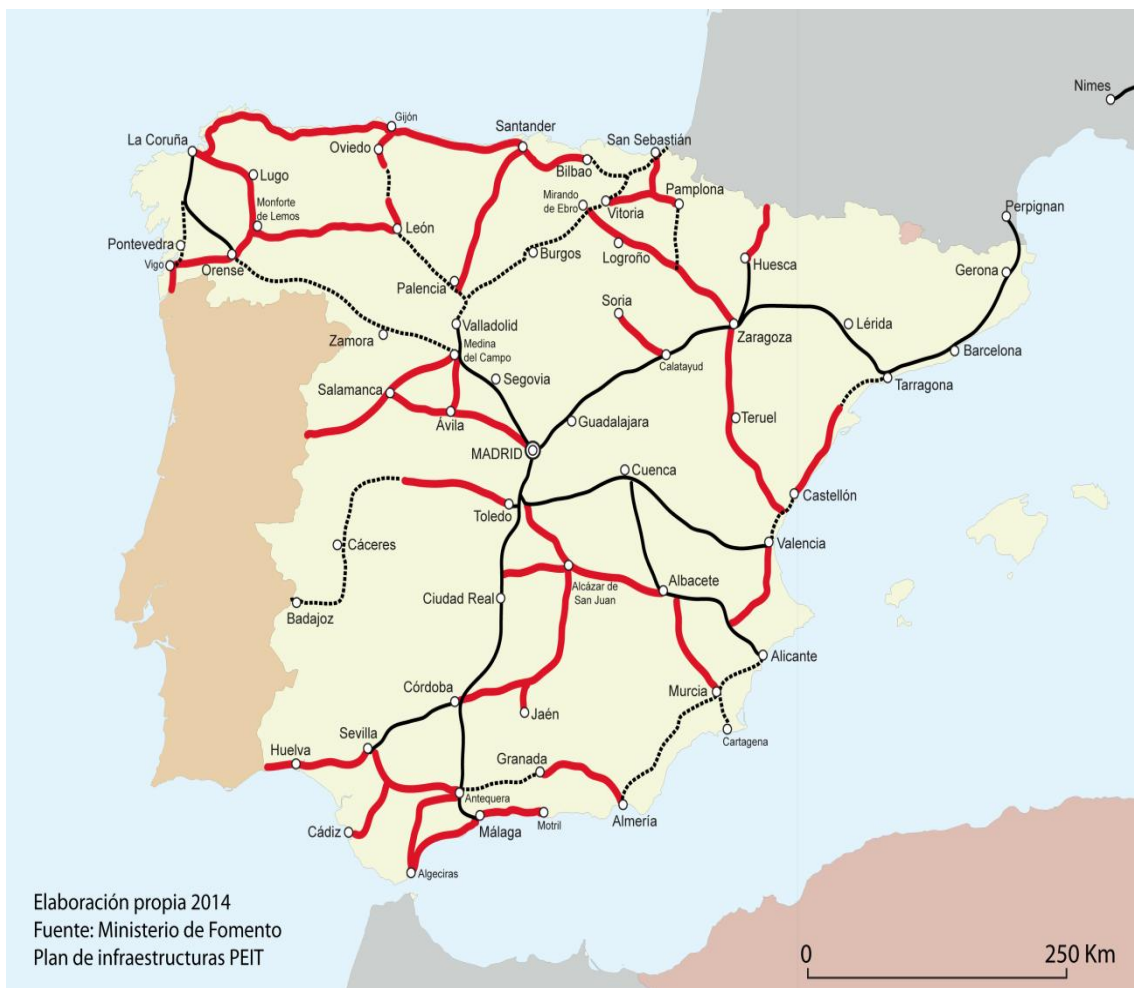 Nimes
Gijón
La Coruña
Santander
San Sebastián
Oviedo
Bilbao
Lugo
Mirando
de Ebro
Pamplona
Vitoria
Monforte
de Lemos
León
Perpignan
Pontevedra
Logroño
Huesca
Burgos
Gerona
Vigo
Orense
Palencia
Soria
Valladolid
Zaragoza
Lérida
Zamora
Medina
del Campo
Barcelona
Calatayud
Segovia
Tarragona
Salamanca
Ávila
Guadalajara
Teruel
MADRID
Cuenca
Castellón
Toledo
Valencia
Cáceres
Albacete
Alcázar de
San Juan
Ciudad Real
Badajoz
Alicante
Córdoba
Murcia
Jaén
Cartagena
Sevilla
Huelva
Granada
Antequera
Almería
Cádiz
Málaga
Motril
Algeciras
Elaboración propia 2014
Fuente: Ministerio de Fomento
Plan de infraestructuras PEIT
0 250 Km